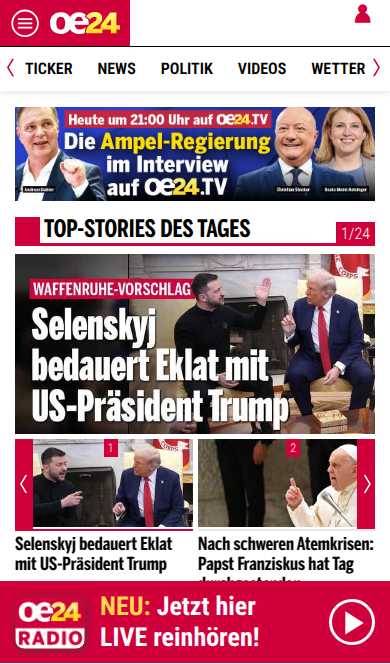 oe24
TICKER NEWS POLITIK VIDEOS WETTER
Heute um 21:00 Uhr auf oe24.TV
Die Ampel-Regierung
im Interview
auf oe24.TV
Andreas Babler
Christian Stocker
Beate Meinl-Reisinger
TOP-STORIES DES TAGES
1/24
WAFFENRUHE-VORSCHLAG
Selenskyj
bedauert Eklat mit
US-Präsident Trump
1
2
Selenskyj bedauert Eklat
mit US-Präsident Trump
Nach schweren Atemkrisen:
Papst Franziskus hat Tag
durchgestanden
oe24
RADIO
NEU: Jetzt hier
LIVE reinhören!